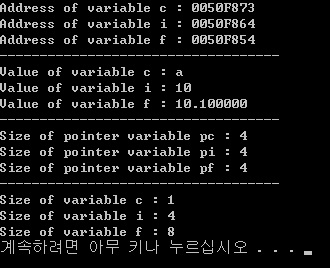 Address of variable c : 0050F873
Address of variable i : 0050F864
Address of variable f : 0050F854
----------------------------------
Value of variable c : a
Value of variable i : 10
Value of variable f : 10.100000
----------------------------------
Size of pointer variable pc : 4
Size of pointer variable pi : 4
Size of pointer variable pf : 4
----------------------------------
Size of variable c : 1
Size of variable i : 4
Size of variable f : 8
계속하려면 아무 키나 누르십시오 . . .